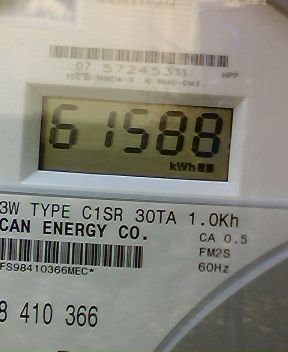 07 57245311 HPP
61588
kWh
3W TYPE C1SR 30TA 1.0Kh
CAN ENERGY CO. CA 0.5
FM2S
FS98410366MEC* 60Hz
8 410 366